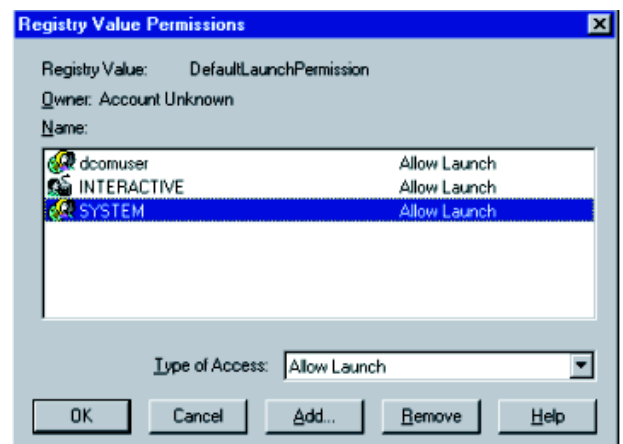 Registry Value Permissions
Registry Value: DefaultLaunchPermission
Owner: Account Unknown
Name:
dcomuser Allow Launch
INTERACTIVE Allow Launch
SYSTEM Allow Launch
Type of Access: Allow Launch
OK Cancel Add... Remove Help